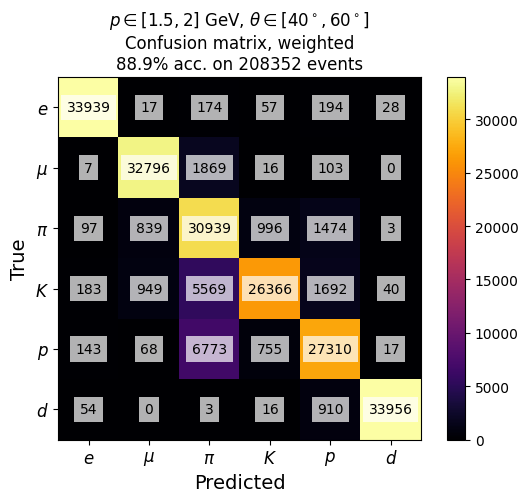 p ∈ [1.5, 2] GeV, θ ∈ [40°, 60°]
Confusion matrix, weighted
88.9% acc. on 208352 events
e 33939 17 174 57 194 28
μ 7 32796 1869 16 103 0
π 97 839 30939 996 1474 3
K 183 949 5569 26366 1692 40
p 143 68 6773 755 27310 17
d 54 0 3 16 910 33956
e μ π K p d
Predicted
True
30000
25000
20000
15000
10000
5000
0